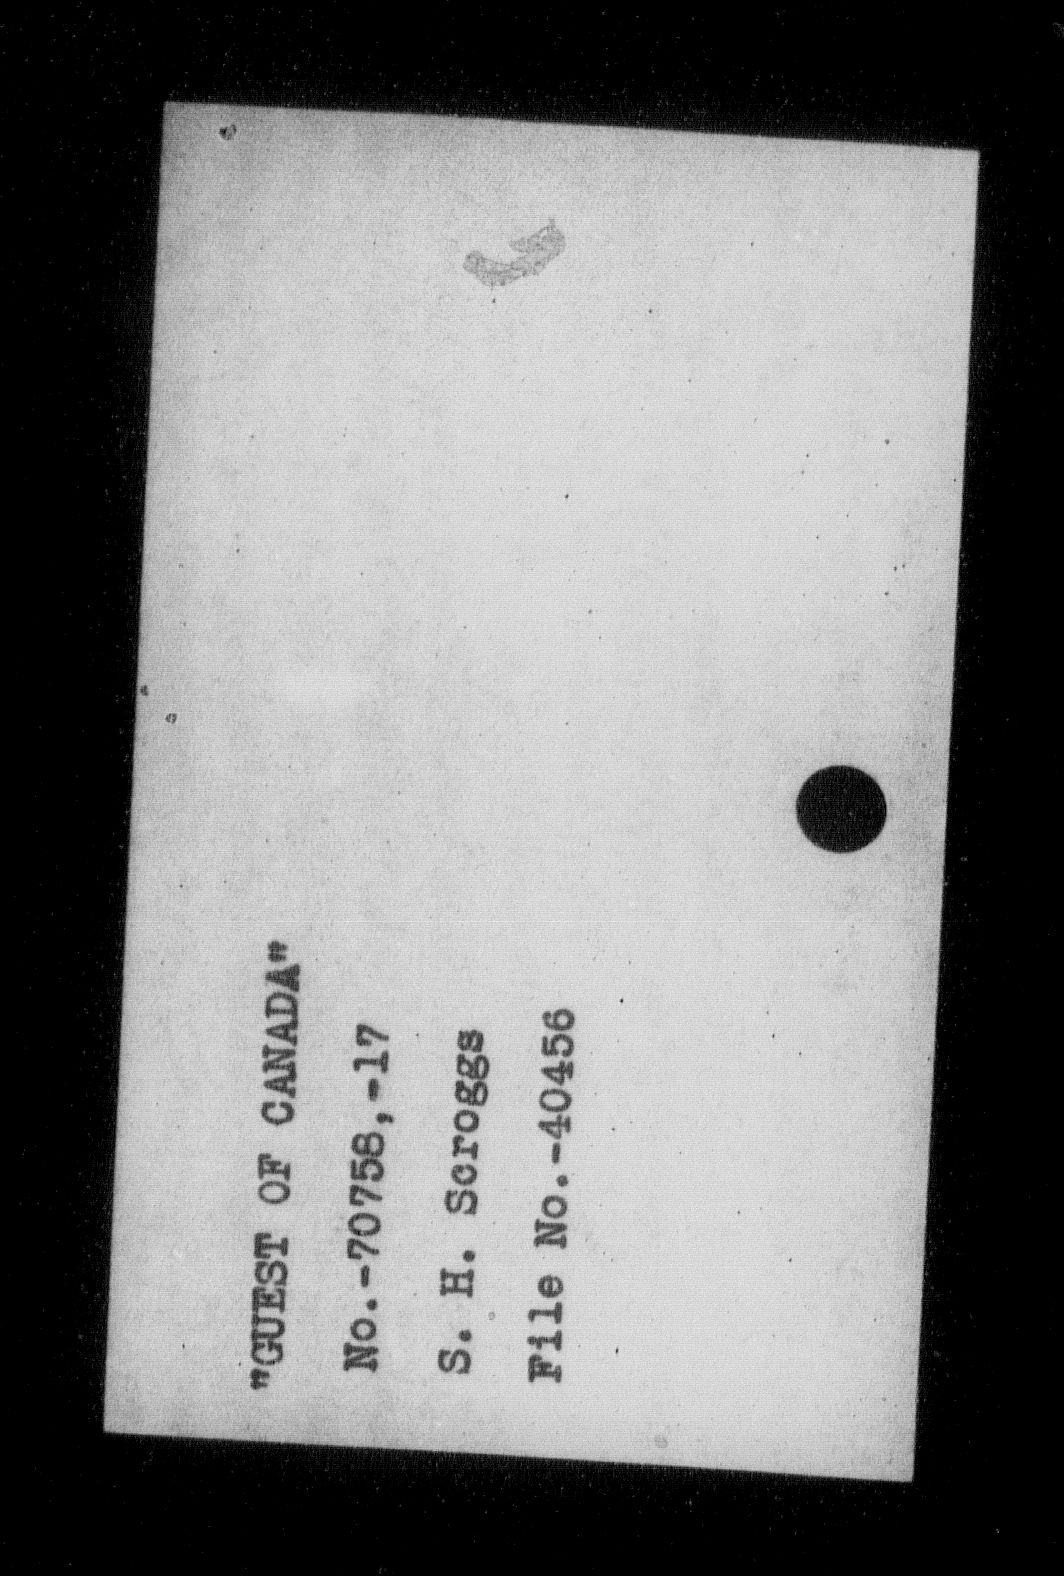 "GUEST OF CANADA"
No.-70758,-17
S. H. Scroggs
File No.-40456